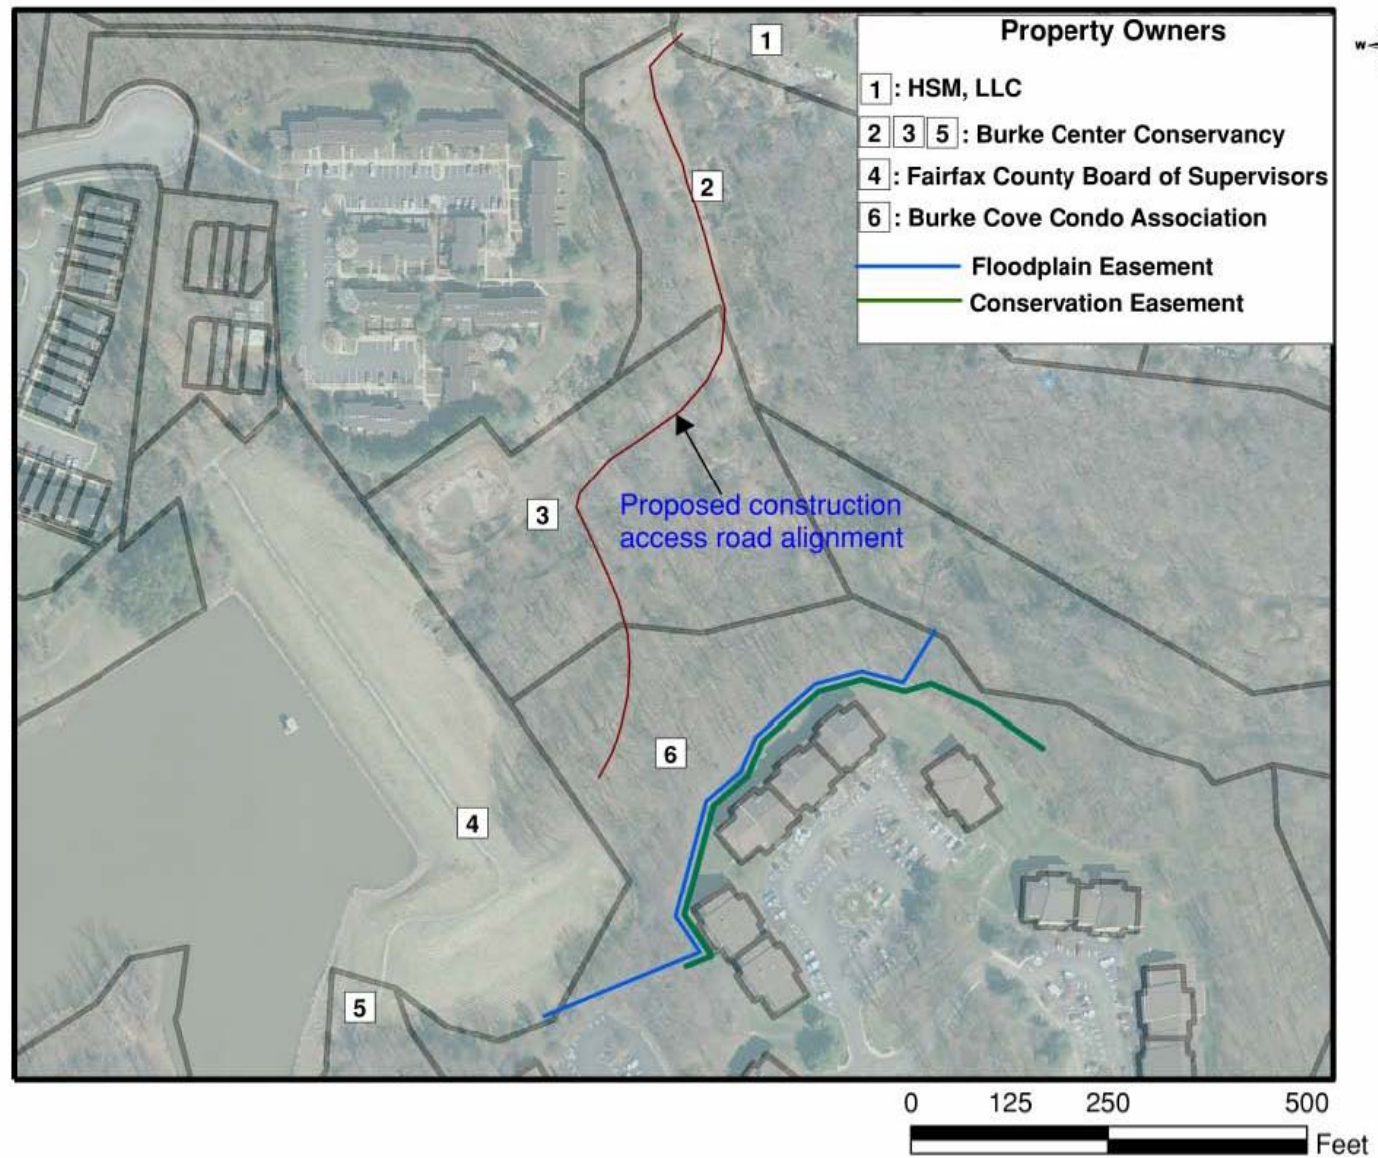 1
Property Owners
W
1 : HSM, LLC
2 3 5 : Burke Center Conservancy
4 : Fairfax County Board of Supervisors
6 : Burke Cove Condo Association
Floodplain Easement
Conservation Easement
2
3
Proposed construction
access road alignment
6
4
5
0 125 250 500
Feet